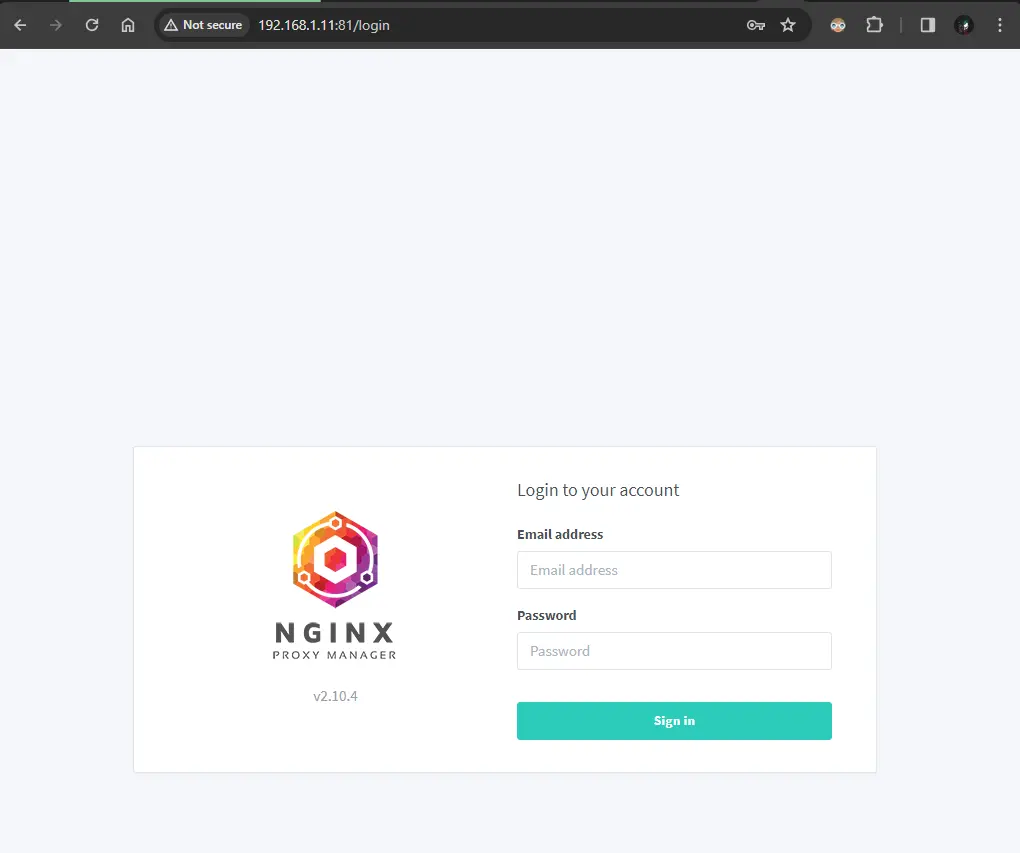 Not secure 192.168.1.11:81/login
NGINX
PROXY MANAGER
v2.10.4
Login to your account
Email address
Email address
Password
Password
Sign in